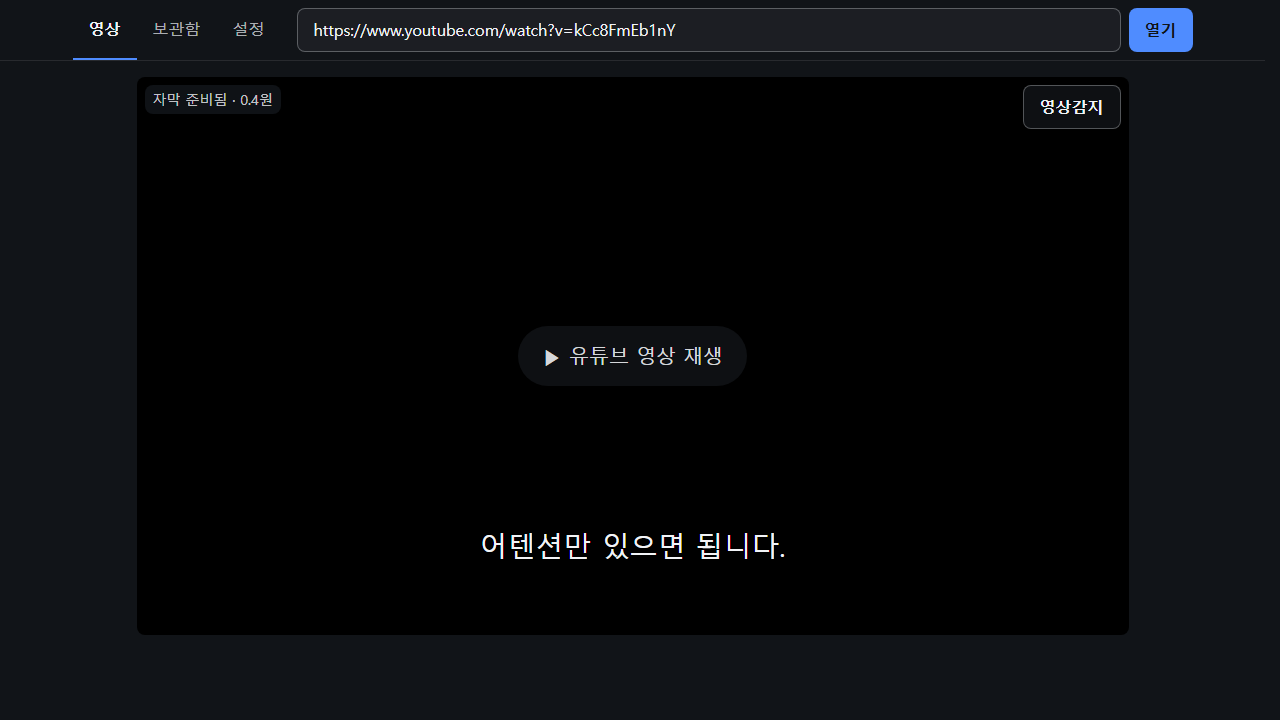 영상 보관함 설정 https://www.youtube.com/watch?v=kCc8FmEb1nY 열기
자막 준비됨 · 0.4원 영상감지
▶ 유튜브 영상 재생
어텐션만 있으면 됩니다.